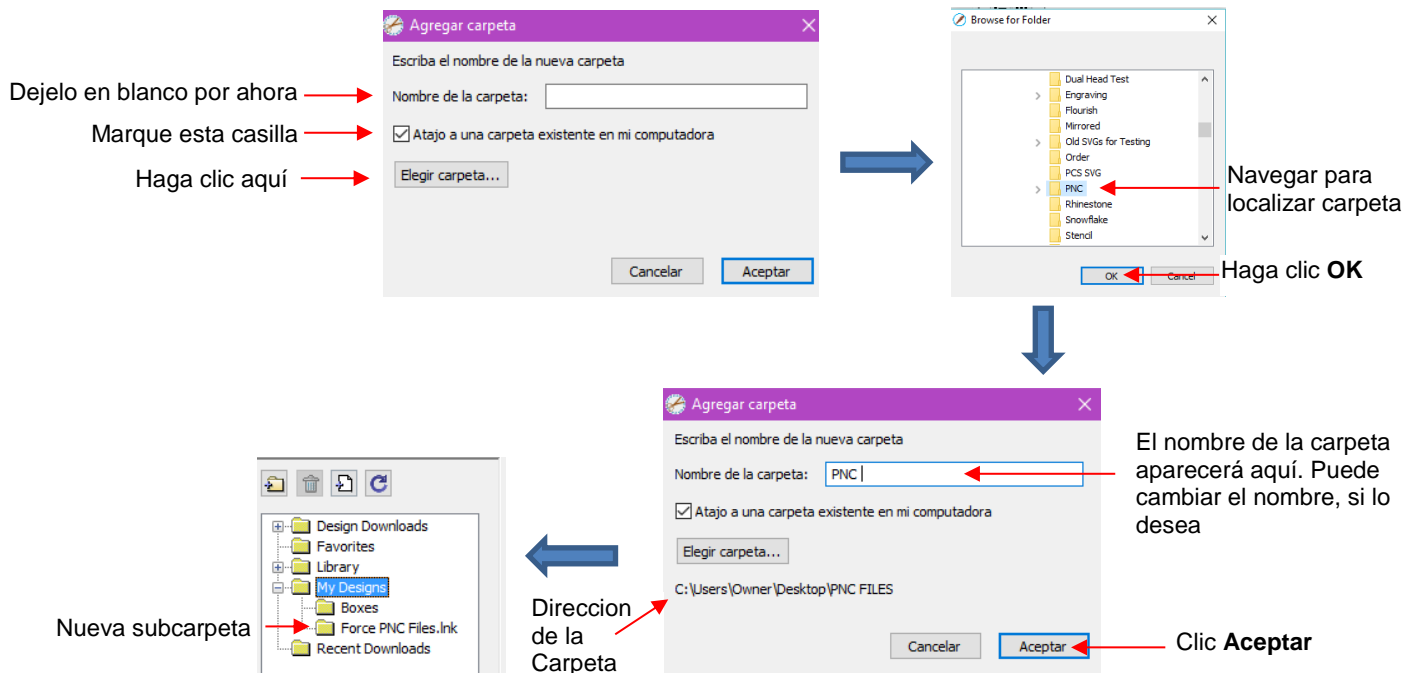 Agregar carpeta
Escriba el nombre de la nueva carpeta
Dejelo en blanco por ahora
Nombre de la carpeta:
Marque esta casilla
Atajo a una carpeta existente en mi computadora
Haga clic aquí
Elegir carpeta...
Cancelar
Aceptar
Browse for Folder
Dual Head Test
Engraving
Flourish
Mirrored
Old SVGs for Testing
Order
PCS SVG
PNC
Rhinestone
Snowflake
Stencil
Navegar para
localizar carpeta
OK
Cancel
Haga clic OK
Agregar carpeta
Escriba el nombre de la nueva carpeta
Nombre de la carpeta: PNC
Atajo a una carpeta existente en mi computadora
Elegir carpeta...
C:\Users\Owner\Desktop\PNC FILES
Cancelar
Aceptar
El nombre de la carpeta
aparecerá aquí. Puede
cambiar el nombre, si lo
desea
Clic Aceptar
Direccion
de la
Carpeta
Design Downloads
Favorites
Library
My Designs
Boxes
Force PNC Files.lnk
Recent Downloads
Nueva subcarpeta